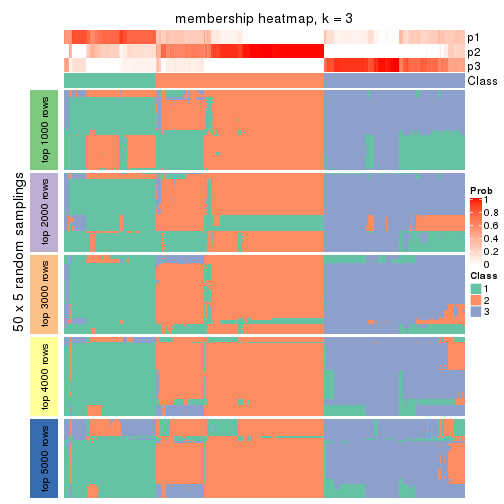 membership heatmap, k = 3
p1
p2
p3
Class
50 x 5 random samplings
top 1000 rows
top 2000 rows
top 3000 rows
top 4000 rows
top 5000 rows
Prob
1
0.8
0.6
0.4
0.2
0
Class
1
2
3